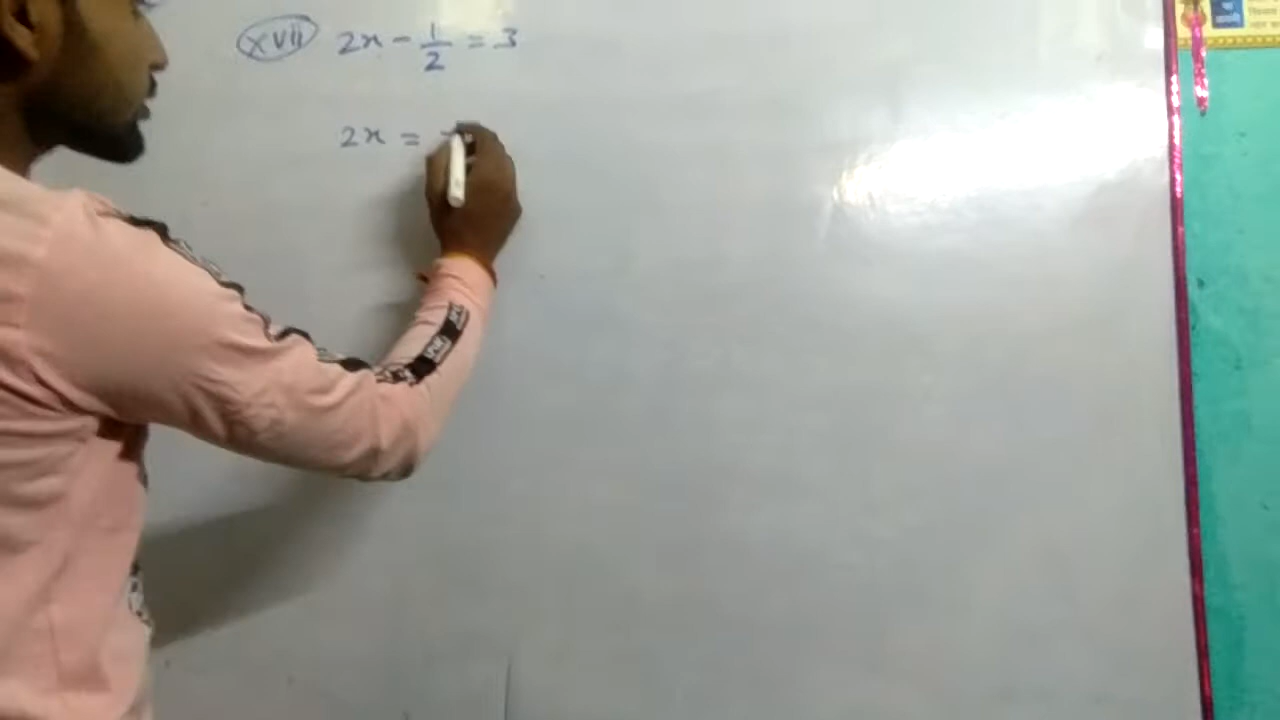 xvii 2x - 1/2 = 3
2x =